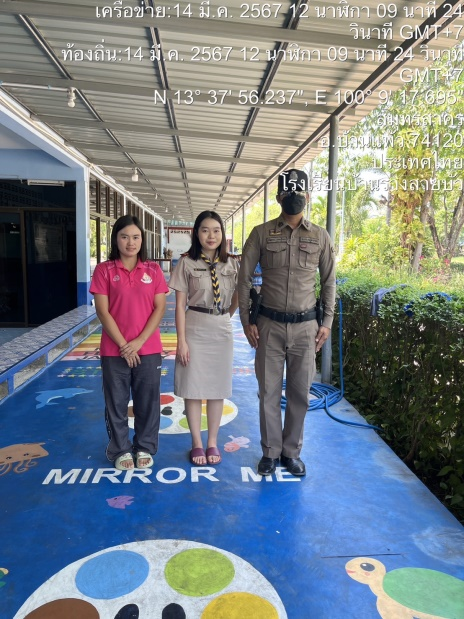 เครือข่าย:14 มี.ค. 2567 12 นาฬิกา 09 นาที 24
วินาที GMT+7
ท้องถิ่น:14 มี.ค. 2567 12 นาฬิกา 09 นาที 24 วินาที
GMT+7
N 13° 37' 56.237", E 100° 9' 17.695"
สมุทรสาคร
อ.บ้านแพ้ว 74120
ประเทศไทย
โรงเรียนบ้านรางสายบัว
MIRROR ME